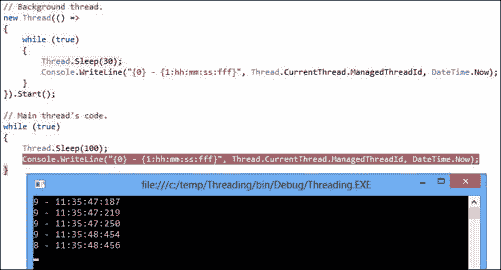 // Background thread.
new Thread(() =>
{
while (true)
{
Thread.Sleep(30);
Console.WriteLine("{0} - {1:hh:mm:ss:fff}", Thread.CurrentThread.ManagedThreadId, DateTime.Now);
}
}).Start();
// Main thread's code.
while (true)
{
Thread.Sleep(100);
Console.WriteLine("{0} - {1:hh:mm:ss:fff}", Thread.CurrentThread.ManagedThreadId, DateTime.Now);
}
file:///c:/temp/Threading/bin/Debug/Threading.EXE
9 - 11:35:47:187
9 - 11:35:47:219
9 - 11:35:47:250
9 - 11:35:48:454
8 - 11:35:48:456